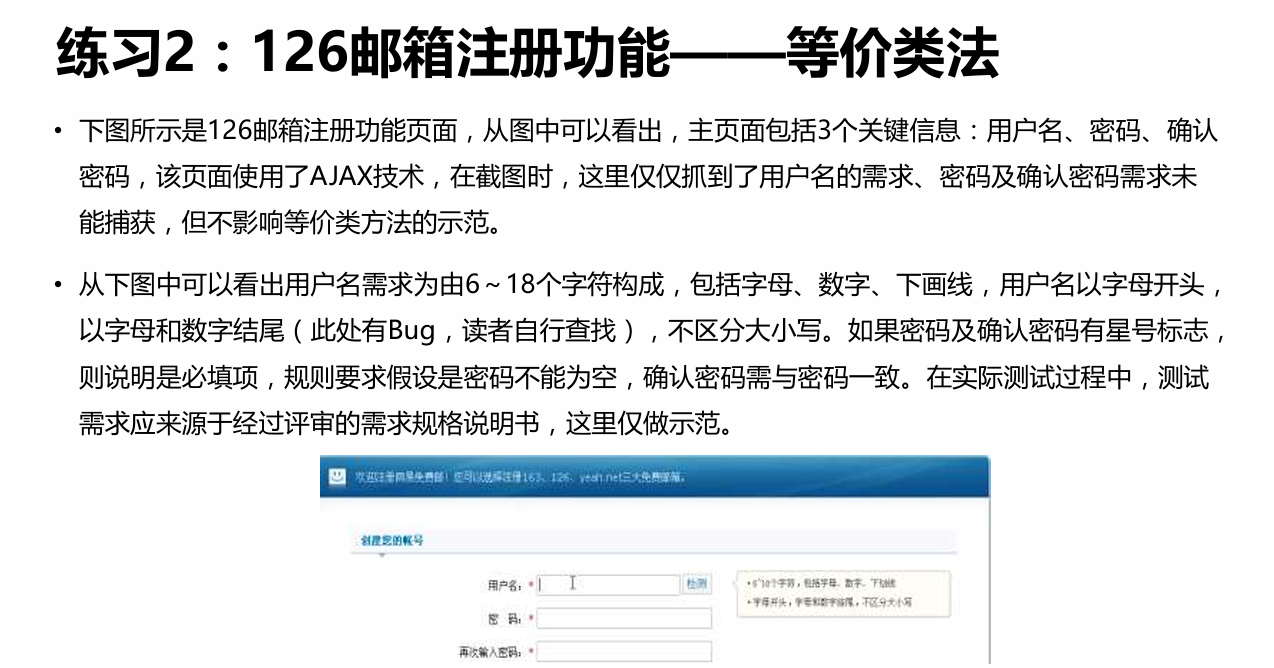 练习2：126邮箱注册功能——等价类法
• 下图所示是126邮箱注册功能页面，从图中可以看出，主页面包括3个关键信息：用户名、密码、确认
密码，该页面使用了AJAX技术，在截图时，这里仅仅抓到了用户名的需求、密码及确认密码需求未
能捕获，但不影响等价类方法的示范。
• 从下图中可以看出用户名需求为由6～18个字符构成，包括字母、数字、下画线，用户名以字母开头，
以字母和数字结尾（此处有Bug，读者自行查找），不区分大小写。如果密码及确认密码有星号标志，
则说明是必填项，规则要求假设是密码不能为空，确认密码需与密码一致。在实际测试过程中，测试
需求应来源于经过评审的需求规格说明书，这里仅做示范。
欢迎注册网易免费邮！您可以选择注册163、126、yeah.net三大免费邮箱。
创建您的帐号
用户名：* 检测
• 6~18个字符，包括字母、数字、下划线
• 字母开头，字母和数字结尾，不区分大小写
密 码：*
再次输入密码：*